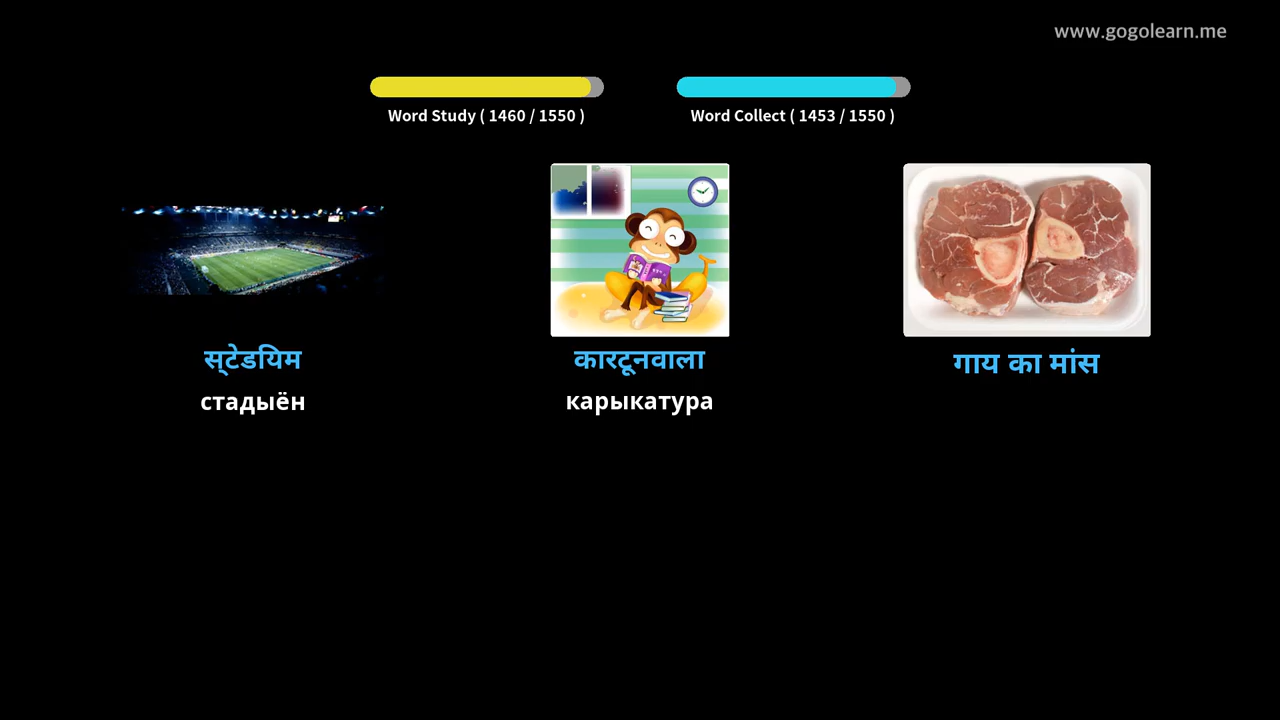 www.gogolearn.me
Word Study ( 1460 / 1550 )
Word Collect ( 1453 / 1550 )
स्टेडियम
стадыён
कारटूनवाला
карыкатура
गाय का मांस